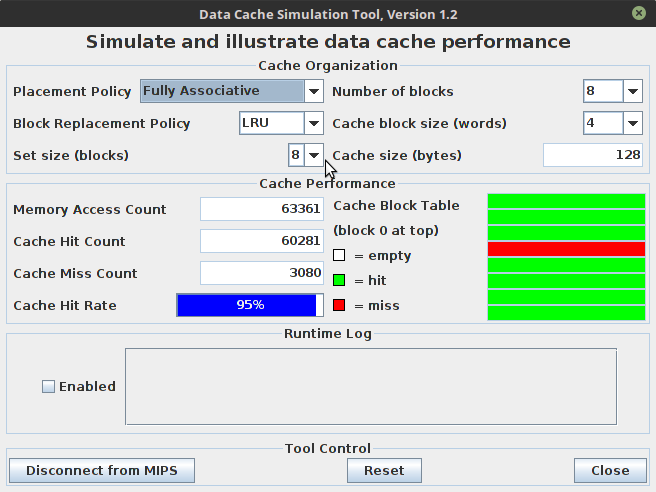 Data Cache Simulation Tool, Version 1.2
Simulate and illustrate data cache performance
Cache Organization
Placement Policy Fully Associative Number of blocks 8
Block Replacement Policy LRU Cache block size (words) 4
Set size (blocks) 8 Cache size (bytes) 128
Cache Performance
Memory Access Count 63361
Cache Hit Count 60281
Cache Miss Count 3080
Cache Hit Rate 95%
Cache Block Table
(block 0 at top)
= empty
= hit
= miss
Runtime Log
Enabled
Tool Control
Disconnect from MIPS Reset Close